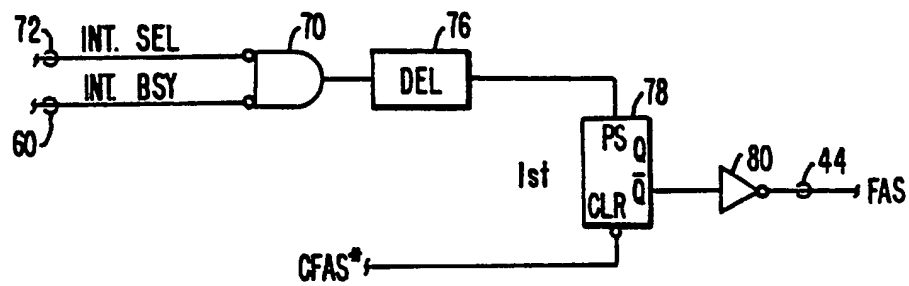 72
INT. SEL
70
76
INT. BSY
DEL
60
78
PS
Q
1st
80
44
Q̅
FAS
CLR
CFAS*